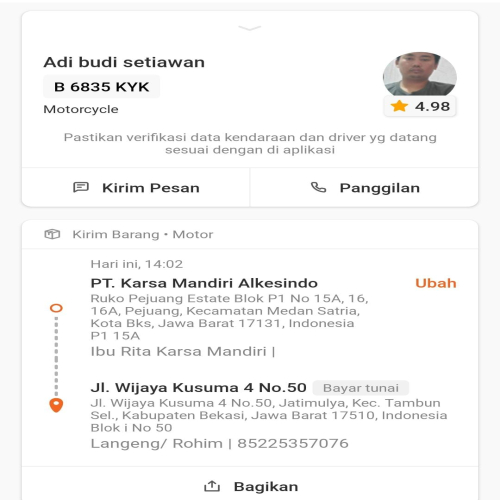 Adi budi setiawan
B 6835 KYK
Motorcycle
4.98
Pastikan verifikasi data kendaraan dan driver yg datang
sesuai dengan di aplikasi
Kirim Pesan
Panggilan
Kirim Barang • Motor
Hari ini, 14:02
PT. Karsa Mandiri Alkesindo
Ubah
Ruko Pejuang Estate Blok P1 No 15A, 16,
16A, Pejuang, Kecamatan Medan Satria,
Kota Bks, Jawa Barat 17131, Indonesia
P1 15A
Ibu Rita Karsa Mandiri |
Jl. Wijaya Kusuma 4 No.50 Bayar tunai
Jl. Wijaya Kusuma 4 No.50, Jatimulya, Kec. Tambun
Sel., Kabupaten Bekasi, Jawa Barat 17510, Indonesia
Blok i No 50
Langeng/ Rohim | 85225357076
Bagikan